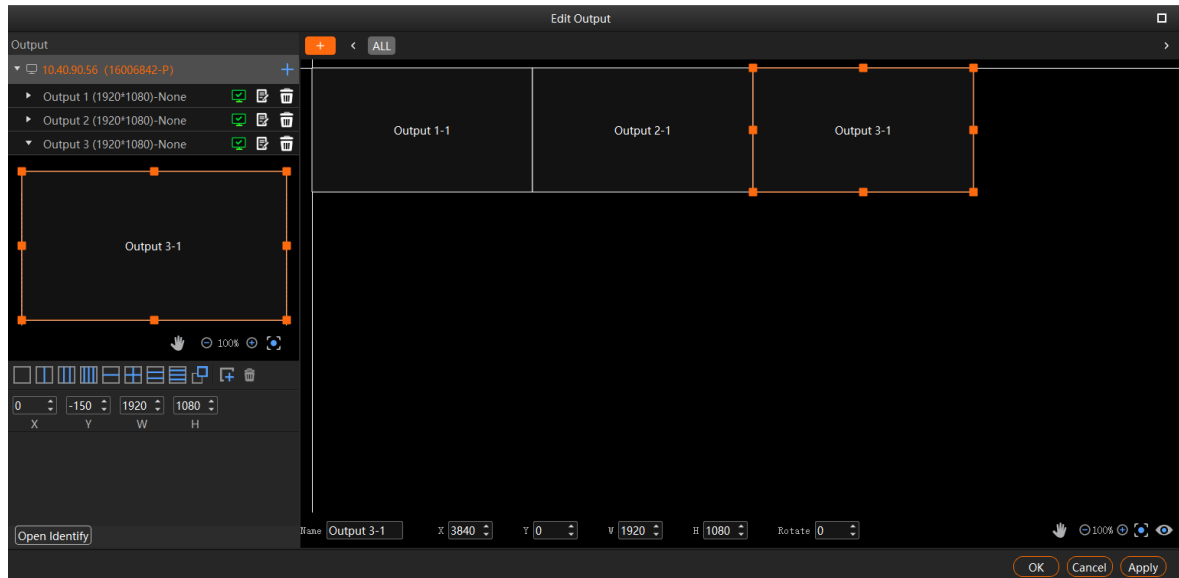 Edit Output
Output
+ < ALL >
10.40.90.56 (16006842-P) +
Output 1 (1920*1080)-None
Output 2 (1920*1080)-None
Output 3 (1920*1080)-None
Output 1-1
Output 2-1
Output 3-1
Output 3-1
100%
0 -150 1920 1080
X Y W H
Open Identify
Name Output 3-1 X 3840 Y 0 W 1920 H 1080 Rotate 0 100%
OK Cancel Apply